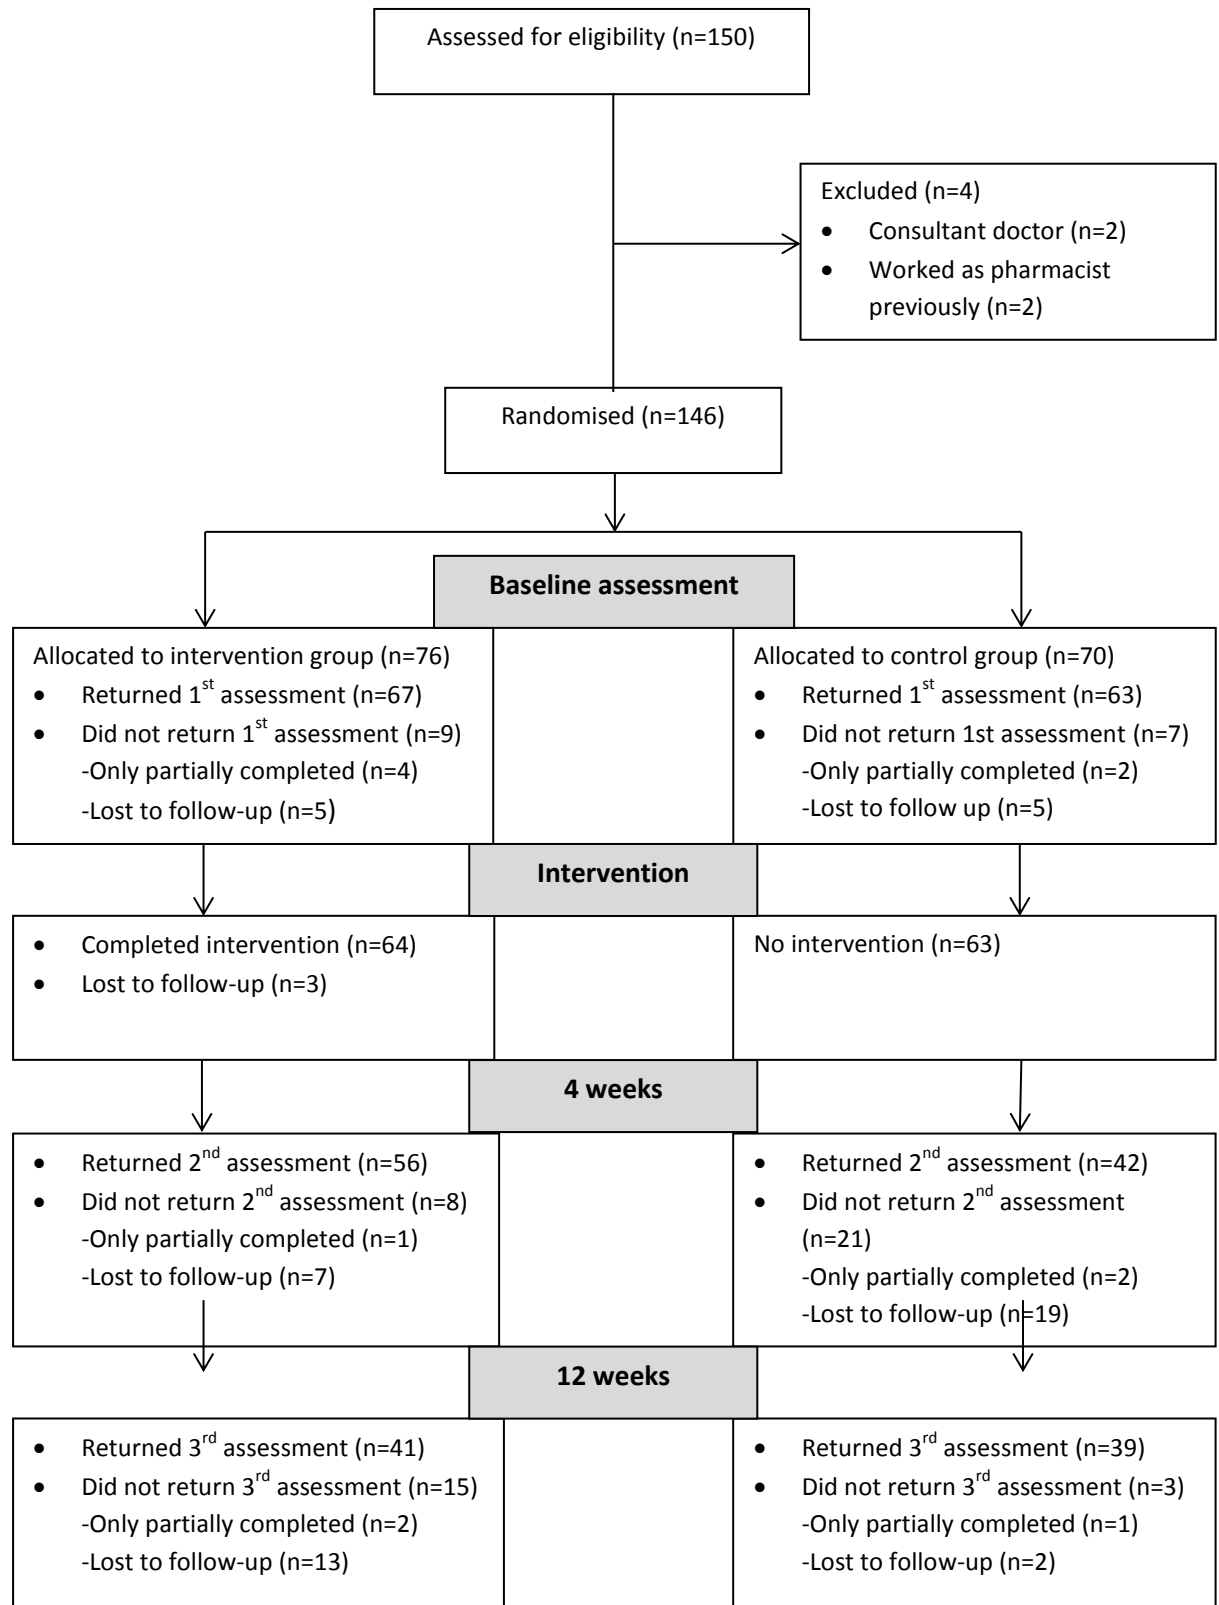 Assessed for eligibility (n=150)
Excluded (n=4)
• Consultant doctor (n=2)
• Worked as pharmacist
previously (n=2)
Randomised (n=146)
Baseline assessment
Allocated to intervention group (n=76)
• Returned 1st assessment (n=67)
• Did not return 1st assessment (n=9)
-Only partially completed (n=4)
-Lost to follow-up (n=5)
Allocated to control group (n=70)
• Returned 1st assessment (n=63)
• Did not return 1st assessment (n=7)
-Only partially completed (n=2)
-Lost to follow up (n=5)
Intervention
• Completed intervention (n=64)
• Lost to follow-up (n=3)
No intervention (n=63)
4 weeks
• Returned 2nd assessment (n=56)
• Did not return 2nd assessment (n=8)
-Only partially completed (n=1)
-Lost to follow-up (n=7)
• Returned 2nd assessment (n=42)
• Did not return 2nd assessment
(n=21)
-Only partially completed (n=2)
-Lost to follow-up (n=19)
12 weeks
• Returned 3rd assessment (n=41)
• Did not return 3rd assessment (n=15)
-Only partially completed (n=2)
-Lost to follow-up (n=13)
• Returned 3rd assessment (n=39)
• Did not return 3rd assessment (n=3)
-Only partially completed (n=1)
-Lost to follow-up (n=2)